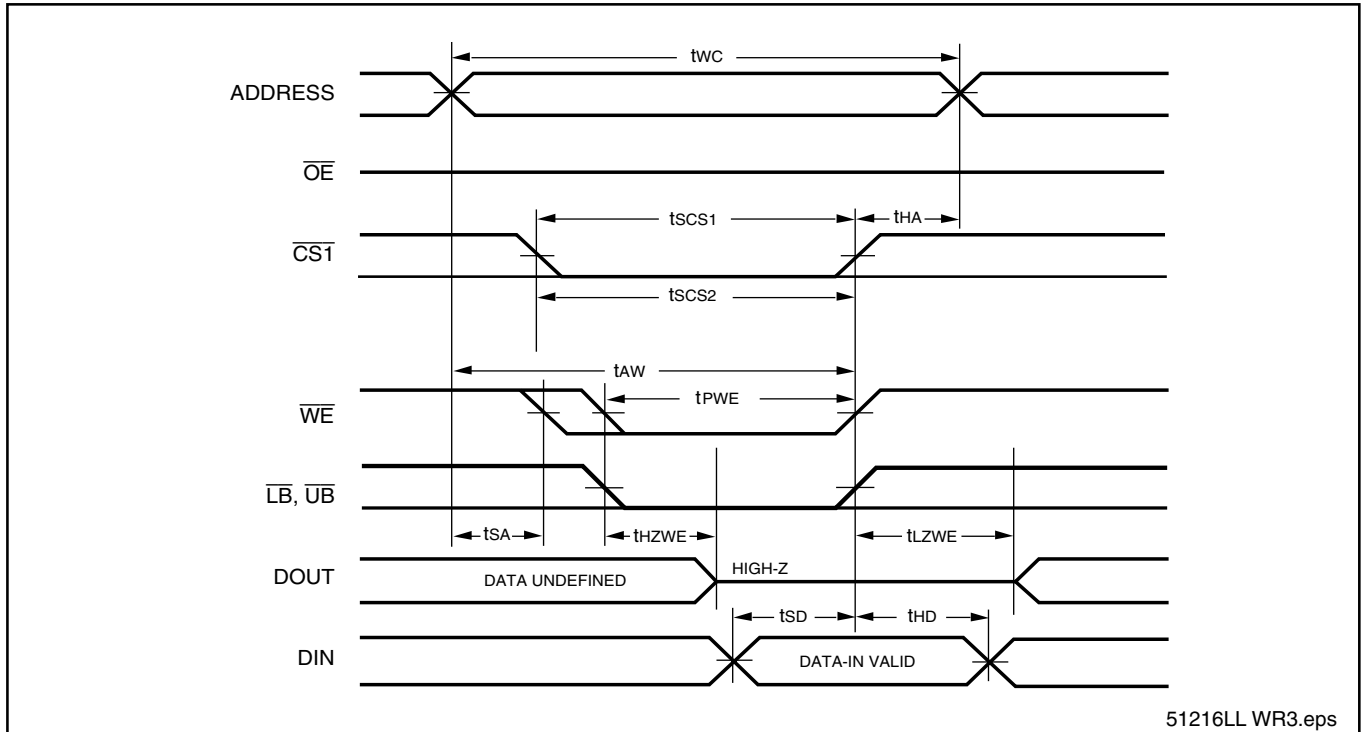 tWC
ADDRESS
OE
tSCS1
tHA
CS1
tSCS2
tAW
tPWE
WE
LB, UB
tSA
tHZWE
tLZWE
DOUT
DATA UNDEFINED
HIGH-Z
tSD
tHD
DIN
DATA-IN VALID
51216LL WR3.eps